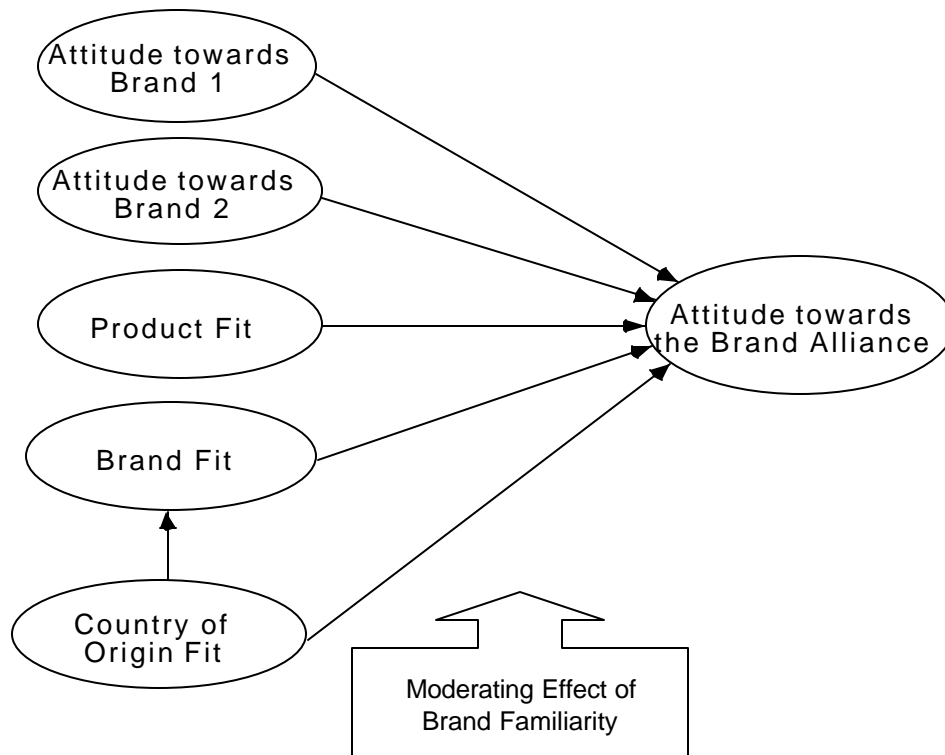 Attitude towards
Brand 1
Attitude towards
Brand 2
Product Fit
Attitude towards
the Brand Alliance
Brand Fit
Country of
Origin Fit
Moderating Effect of
Brand Familiarity